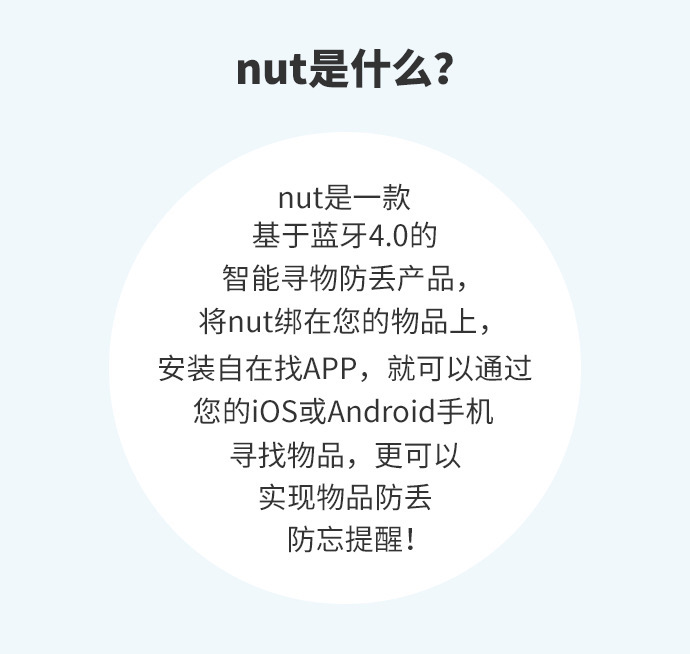 nut是什么？
nut是一款
基于蓝牙4.0的
智能寻物防丢产品，
将nut绑在您的物品上，
安装自在找APP，就可以通过
您的iOS或Android手机
寻找物品，更可以
实现物品防丢
防忘提醒！